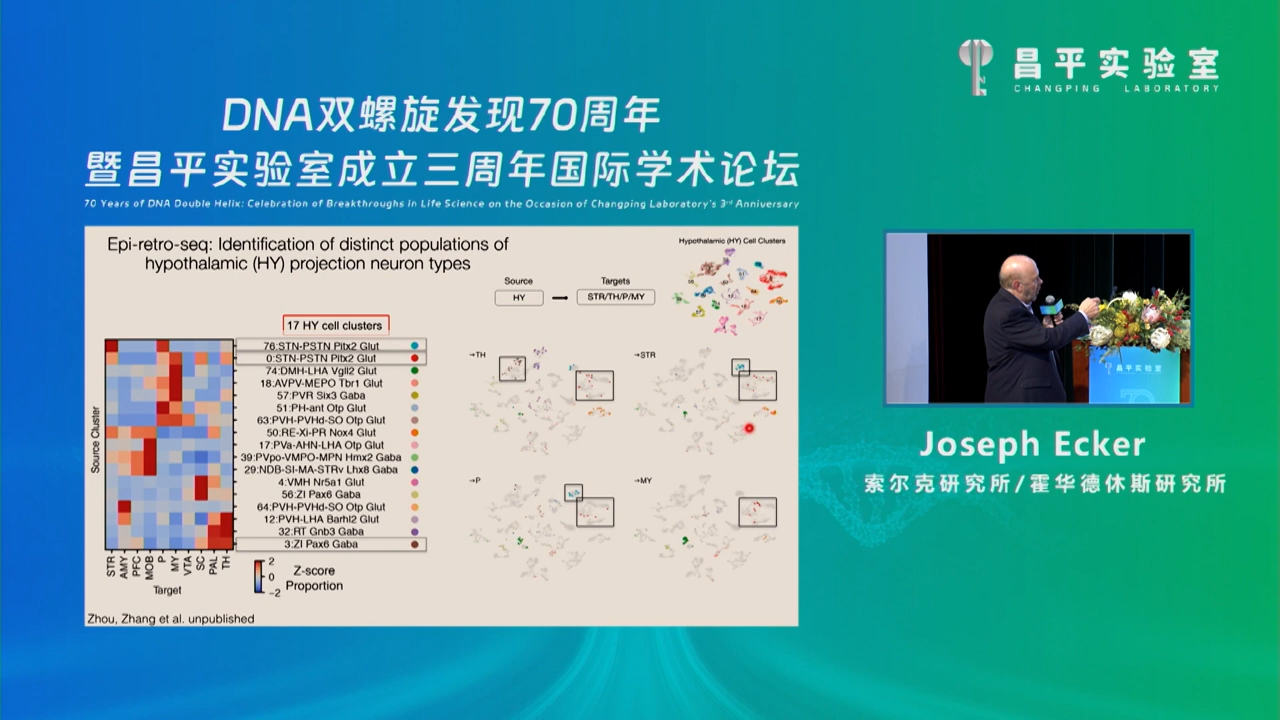 昌平实验室
CHANGPING LABORATORY
DNA双螺旋发现70周年
暨昌平实验室成立三周年国际学术论坛
70 Years of DNA Double Helix: Celebration of Breakthroughs in Life Science on the Occasion of Changping Laboratory's 3rd Anniversary
Epi-retro-seq: Identification of distinct populations of
hypothalamic (HY) projection neuron types
Hypothalamic (HY) Cell Clusters
Source
Targets
HY
STR/TH/P/MY
17 HY cell clusters
76:STN-PSTN Pitx2 Glut
0:STN-PSTN Pitx2 Glut
74:DMH-LHA Vgll2 Glut
18:AVPV-MEPO Tbr1 Glut
57:PVR Six3 Gaba
51:PH-ant Otp Glut
63:PVH-PVHd-SO Otp Glut
50:RE-Xi-PR Nox4 Glut
17:PVa-AHN-LHA Otp Glut
39:PVpo-VMPO-MPN Hmx2 Gaba
29:NDB-SI-MA-STRv Lhx8 Gaba
4:VMH Nr5a1 Glut
56:ZI Pax6 Gaba
64:PVH-PVHd-SO Otp Glut
12:PVH-LHA Barhl2 Glut
32:RT Gnb3 Gaba
3:ZI Pax6 Gaba
Source Cluster
STR
AMY
PFC
MOB
P
MY
VTA
SC
PAL
TH
Target
2
0
−2
Z-score
Proportion
→TH
→STR
→P
→MY
Zhou, Zhang et al. unpublished
昌平实验室
70
Joseph Ecker
索尔克研究所/霍华德休斯研究所